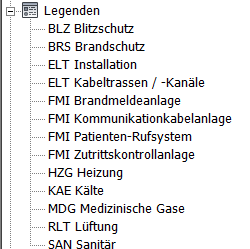 Legenden
BLZ Blitzschutz
BRS Brandschutz
ELT Installation
ELT Kabeltrassen / -Kanäle
FMI Brandmeldeanlage
FMI Kommunikationkabelanlage
FMI Patienten-Rufsystem
FMI Zutrittskontrollanlage
HZG Heizung
KAE Kälte
MDG Medizinische Gase
RLT Lüftung
SAN Sanitär